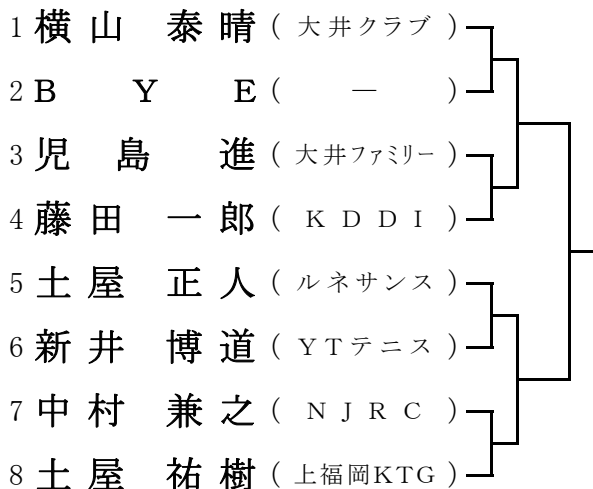 1 横山 泰晴 ( 大井クラブ )
2 B Y E ( － )
3 児島 進 ( 大井ファミリー )
4 藤田 一郎 ( KDDI )
5 土屋 正人 ( ルネサンス )
6 新井 博道 ( YTテニス )
7 中村 兼之 ( NJRC )
8 土屋 祐樹 ( 上福岡KTG )